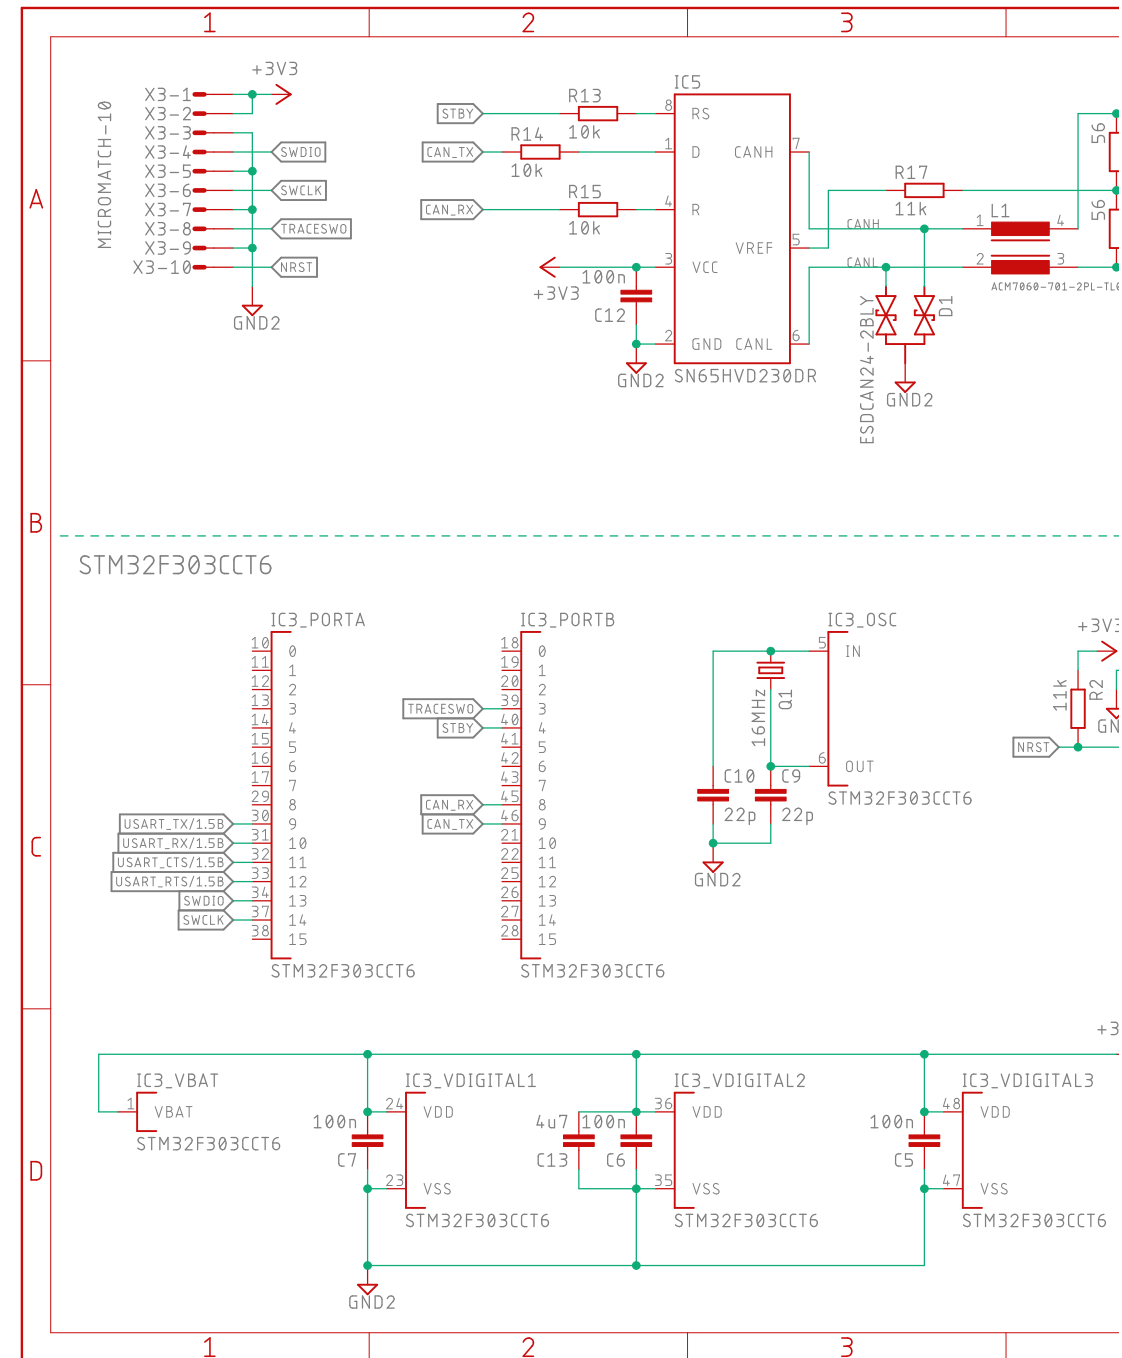 1 2 3
+3V3
MICROMATCH-10
X3-1
X3-2
X3-3
X3-4 SWDIO
X3-5
X3-6 SWCLK
X3-7
X3-8 TRACESWO
X3-9
X3-10 NRST
GND2
A
IC5
STBY R13 10k 8 RS
CAN_TX R14 10k 1 D CANH 7
CAN_RX R15 10k 4 R
VREF 5
+3V3 100n 3 VCC
C12
2 GND CANL 6
GND2 SN65HVD230DR
R17
11k
CANH
CANL
L1
1 4
2 3
ACM7060-701-2PL-TL0
56
56
ESDCAN24-2BLY
D1
GND2
B
STM32F303CCT6
IC3_PORTA
10 0
11 1
12 2
13 3
14 4
15 5
16 6
17 7
29 8
USART_TX/1.5B 30 9
USART_RX/1.5B 31 10
USART_CTS/1.5B 32 11
USART_RTS/1.5B 33 12
SWDIO 34 13
SWCLK 37 14
38 15
STM32F303CCT6
IC3_PORTB
18 0
19 1
20 2
TRACESWO 39 3
STBY 40 4
41 5
42 6
43 7
CAN_RX 45 8
CAN_TX 46 9
21 10
22 11
25 12
26 13
27 14
28 15
STM32F303CCT6
IC3_OSC
5 IN
16MHz
Q1
6 OUT
C10 C9
STM32F303CCT6
22p 22p
GND2
+3V3
11k
R2
GN
NRST
C
+3
IC3_VBAT
1 VBAT
STM32F303CCT6
IC3_VDIGITAL1
24 VDD
100n
C7
23 VSS
STM32F303CCT6
IC3_VDIGITAL2
36 VDD
4u7 100n
C13 C6
35 VSS
STM32F303CCT6
IC3_VDIGITAL3
48 VDD
100n
C5
47 VSS
STM32F303CCT6
D
GND2
1 2 3